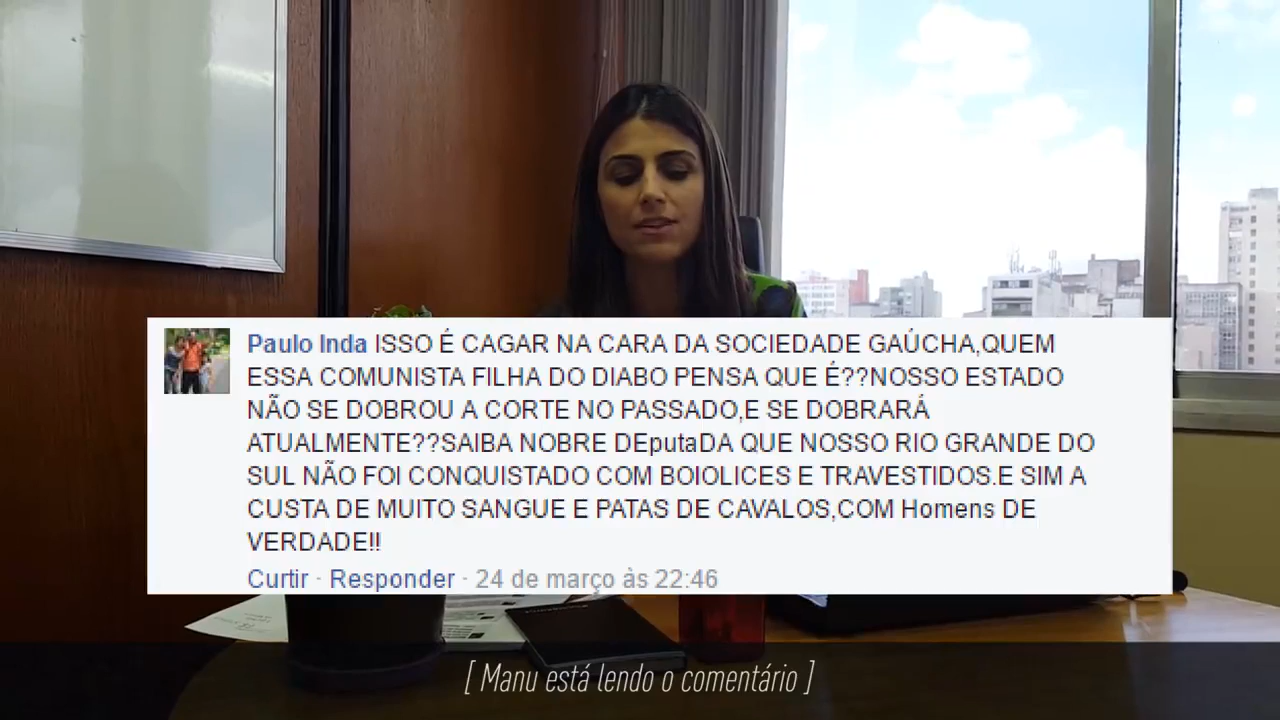 Paulo Inda ISSO É CAGAR NA CARA DA SOCIEDADE GAÚCHA,QUEM
ESSA COMUNISTA FILHA DO DIABO PENSA QUE É??NOSSO ESTADO
NÃO SE DOBROU A CORTE NO PASSADO,E SE DOBRARÁ
ATUALMENTE??SAIBA NOBRE DEputaDA QUE NOSSO RIO GRANDE DO
SUL NÃO FOI CONQUISTADO COM BOIOLICES E TRAVESTIDOS.E SIM A
CUSTA DE MUITO SANGUE E PATAS DE CAVALOS,COM Homens DE
VERDADE!!
Curtir · Responder · 24 de março às 22:46
[ Manu está lendo o comentário ]